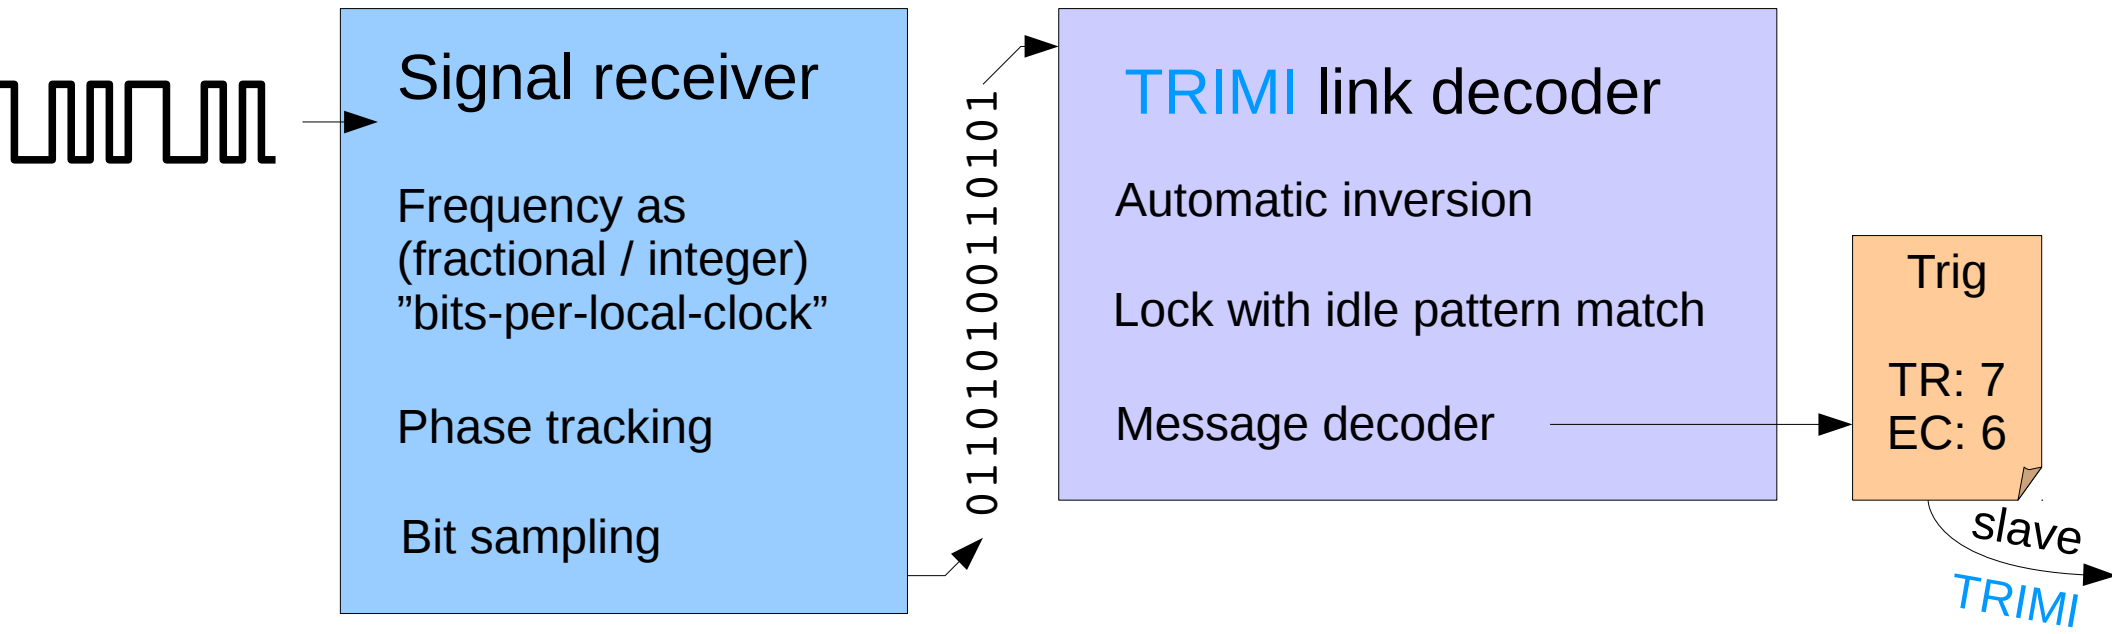 Signal receiver
Frequency as
(fractional / integer)
”bits-per-local-clock”
Phase tracking
Bit sampling
011010100110101
TRIMI link decoder
Automatic inversion
Lock with idle pattern match
Message decoder
Trig
TR: 7
EC: 6
slave
TRIMI